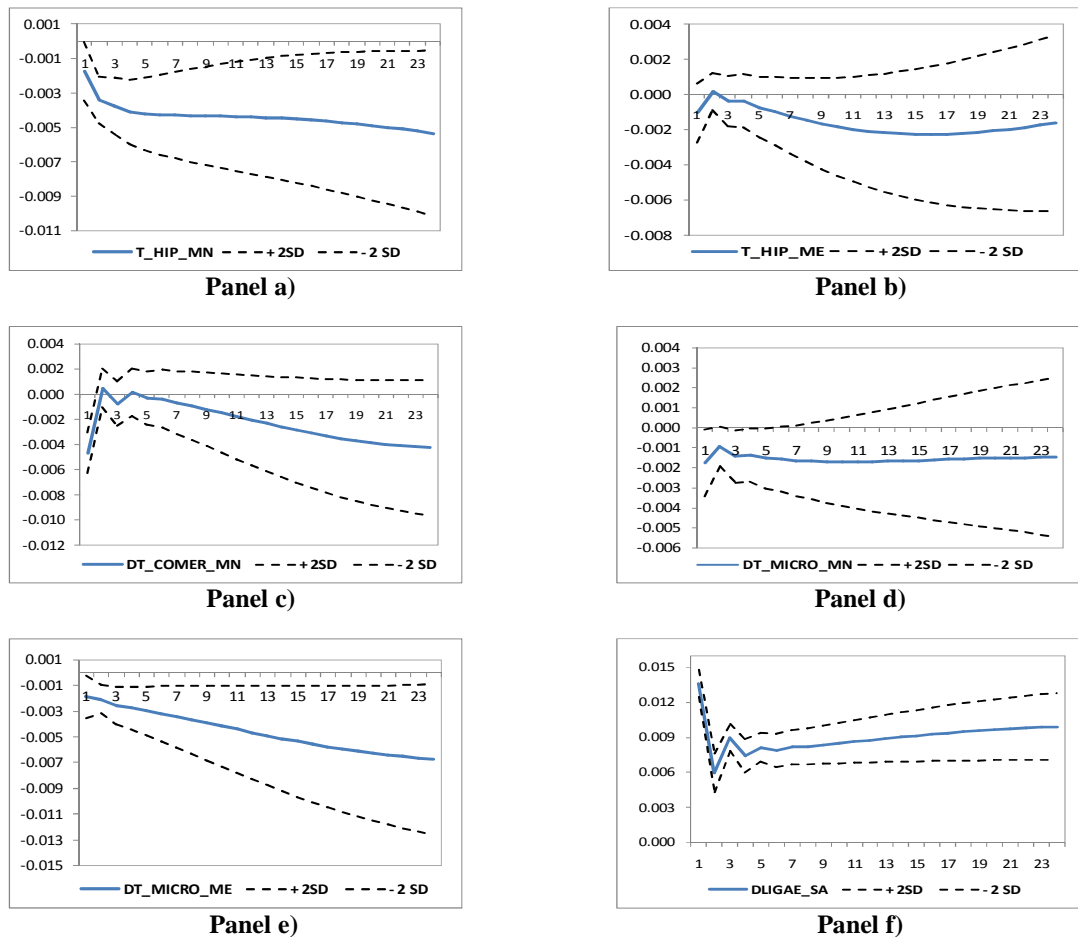 0.001
-0.001
-0.003
-0.005
-0.007
-0.009
-0.011
1 3 5 7 9 11 13 15 17 19 21 23
T_HIP_MN +2SD - 2 SD
Panel a)
0.004
0.002
0.000
-0.002
-0.004
-0.006
-0.008
1 3 5 7 9 11 13 15 17 19 21 23
T_HIP_ME +2SD - 2 SD
Panel b)
0.004
0.002
0.000
-0.002
-0.004
-0.006
-0.008
-0.010
-0.012
1 3 5 7 9 11 13 15 17 19 21 23
DT_COMER_MN +2SD - 2 SD
Panel c)
0.004
0.003
0.002
0.001
0.000
-0.001
-0.002
-0.003
-0.004
-0.005
-0.006
1 3 5 7 9 11 13 15 17 19 21 23
DT_MICRO_MN +2SD - 2 SD
Panel d)
0.001
-0.001
-0.003
-0.005
-0.007
-0.009
-0.011
-0.013
-0.015
1 3 5 7 9 11 13 15 17 19 21 23
DT_MICRO_ME +2SD - 2 SD
Panel e)
0.015
0.012
0.009
0.006
0.003
0.000
1 3 5 7 9 11 13 15 17 19 21 23
DLIGAE_SA +2SD - 2 SD
Panel f)